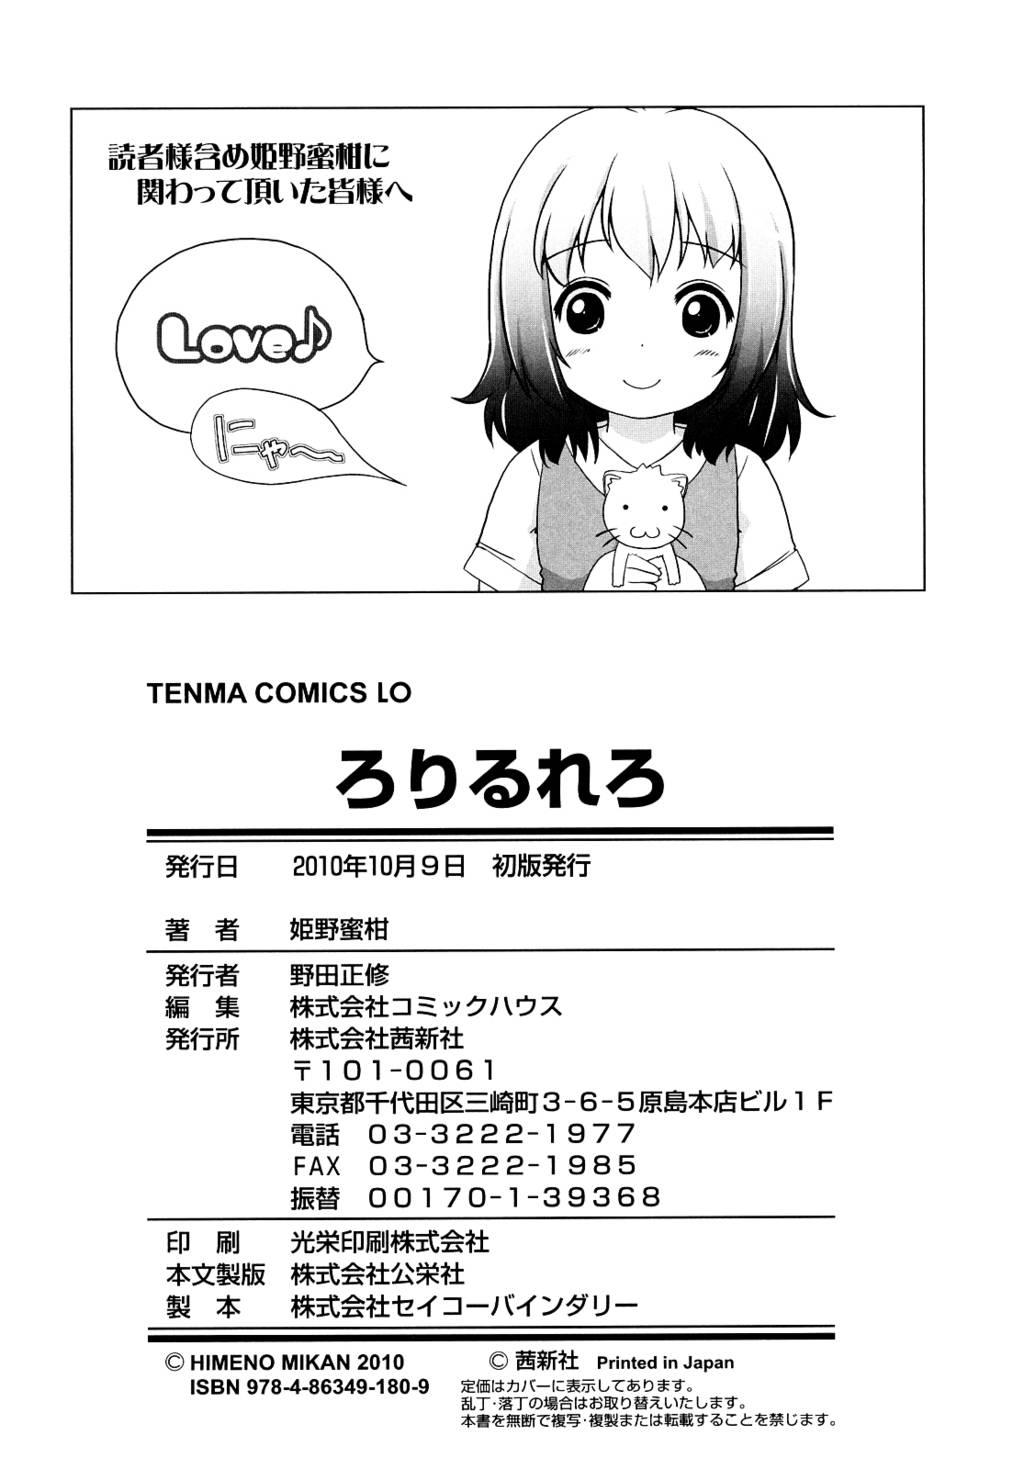 読者様含め姫野蜜柑に
関わって頂いた皆様へ
Love♪
にゃ～
TENMA COMICS LO
ろりるれろ
発行日 2010年10月9日 初版発行
著 者 姫野蜜柑
発行者 野田正修
編 集 株式会社コミックハウス
発行所 株式会社茜新社
〒101-0061
東京都千代田区三崎町3-6-5原島本店ビル1F
電話 03-3222-1977
FAX 03-3222-1985
振替 00170-1-39368
印 刷 光栄印刷株式会社
本文製版 株式会社公栄社
製 本 株式会社セイコーバインダリー
© HIMENO MIKAN 2010 © 茜新社 Printed in Japan
ISBN 978-4-86349-180-9
定価はカバーに表示してあります。
乱丁・落丁の場合はお取り替えいたします。
本書を無断で複写・複製または転載することを禁じます。